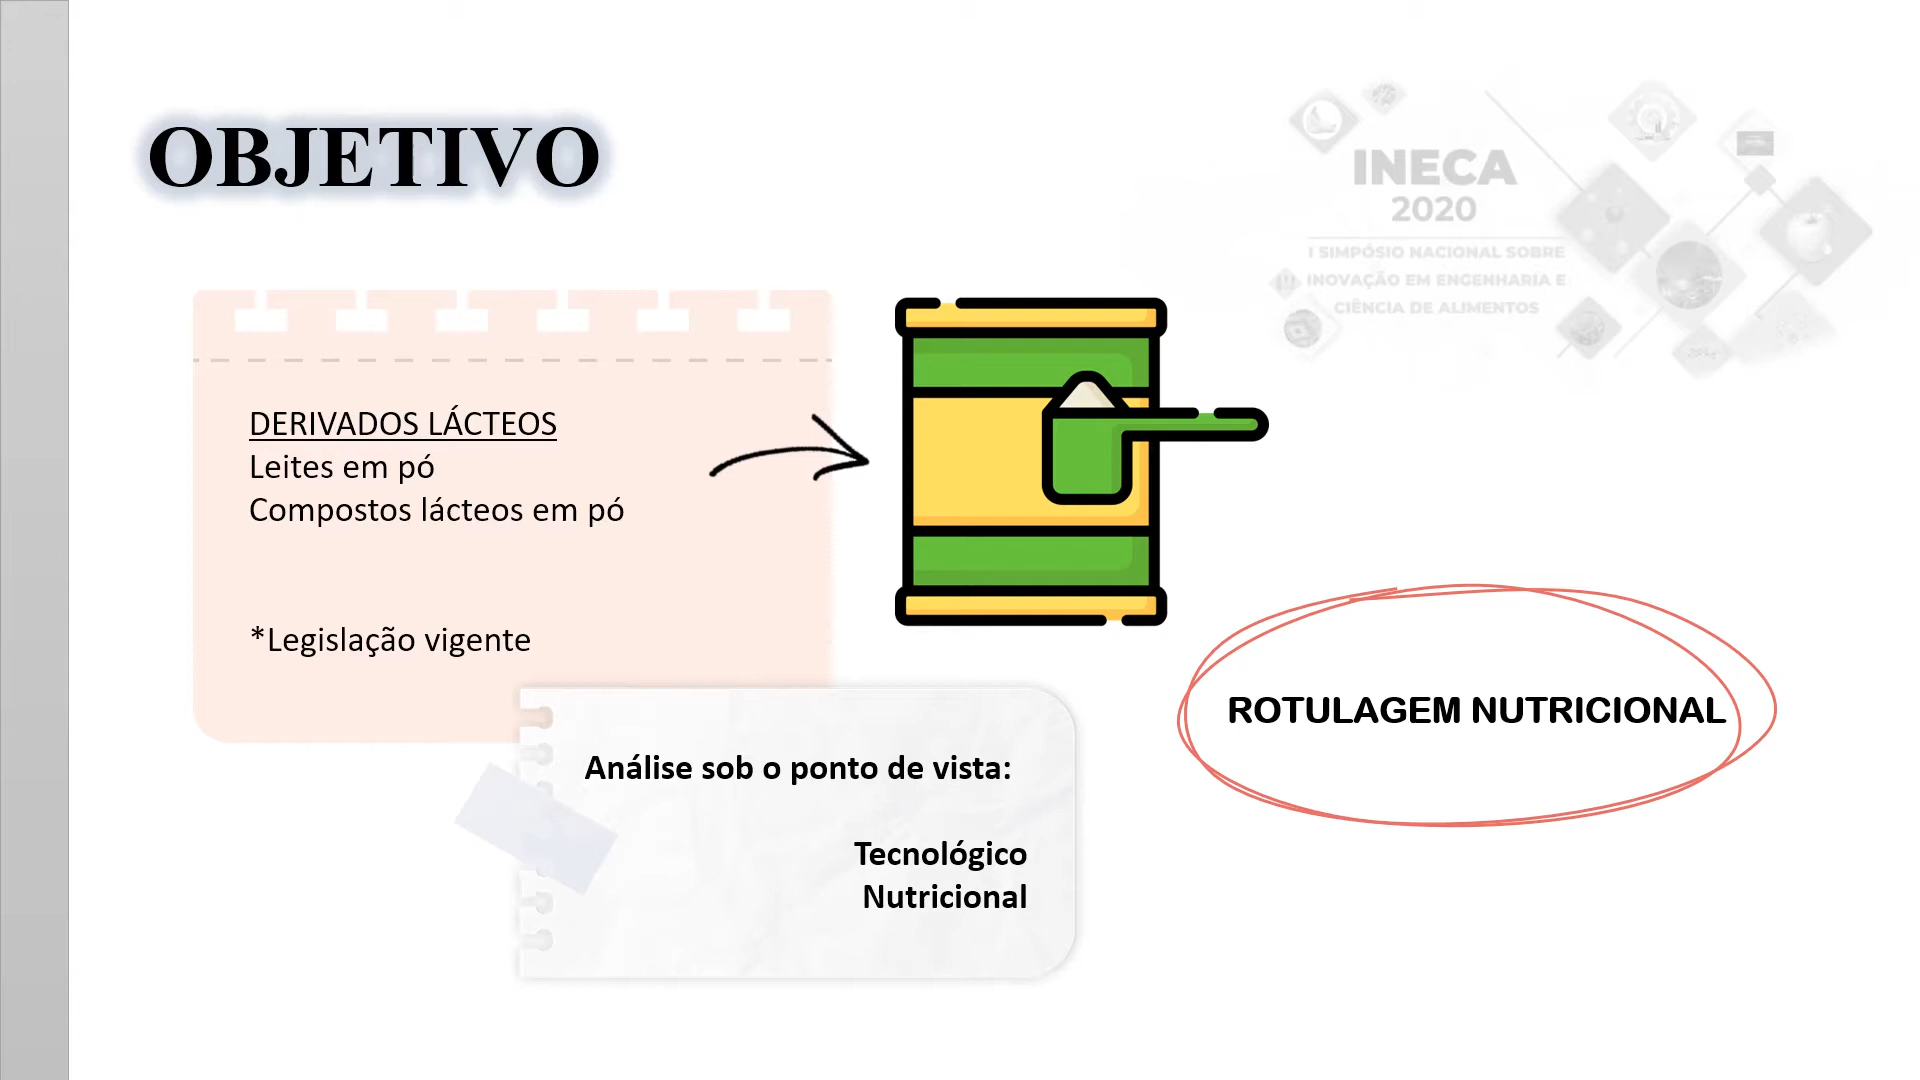 OBJETIVO
INECA
2020
I SIMPÓSIO NACIONAL SOBRE
INOVAÇÃO EM ENGENHARIA E
CIÊNCIA DE ALIMENTOS
DERIVADOS LÁCTEOS
Leites em pó
Compostos lácteos em pó
*Legislação vigente
ROTULAGEM NUTRICIONAL
Análise sob o ponto de vista:
Tecnológico
Nutricional